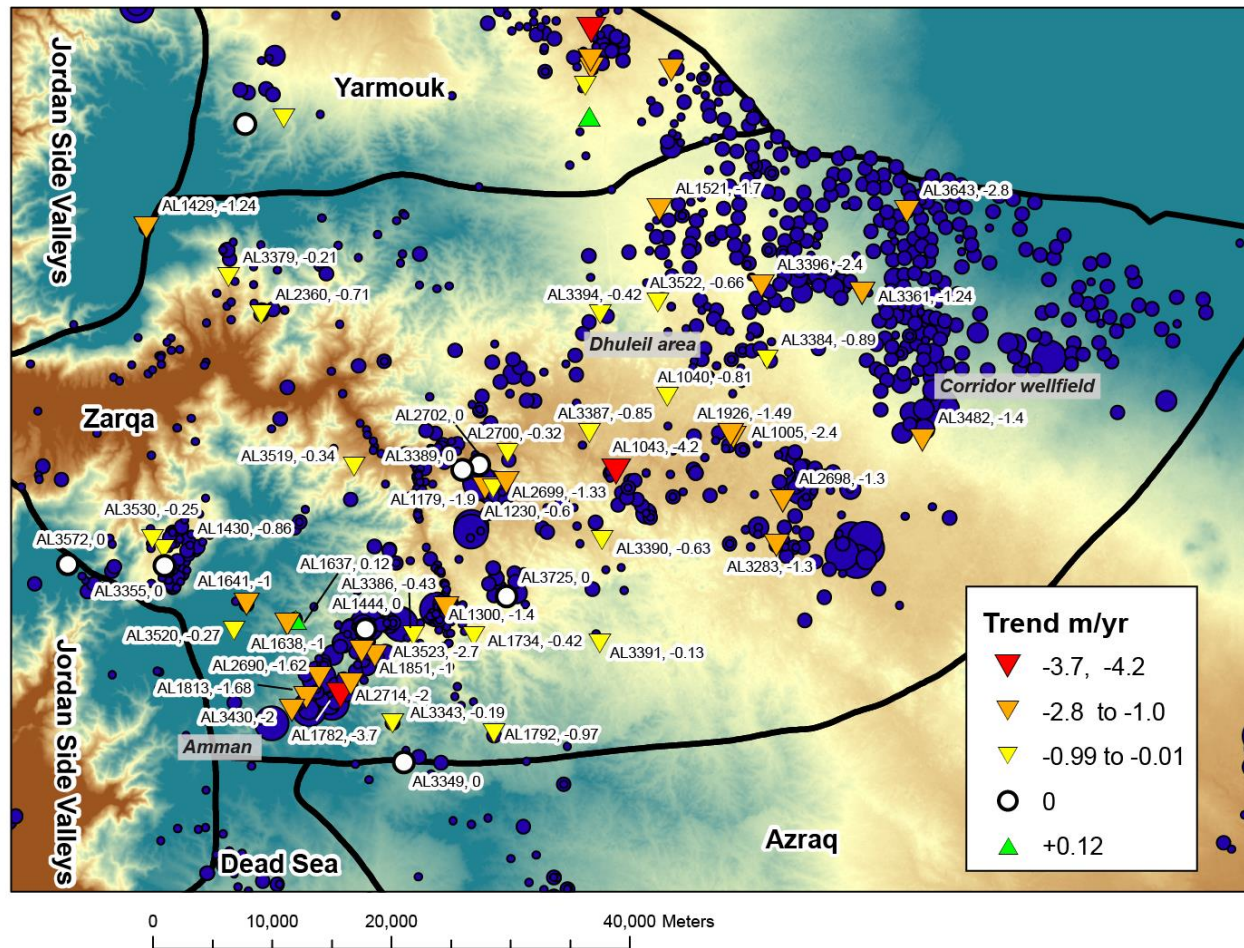 Jordan Side Valleys
Yarmouk
AL1429, -1.24
AL1521, -1.7
AL3643, -2.8
AL3379, -0.21
AL3396, -2.4
AL3522, -0.66
AL3394, -0.42
AL3361, -1.24
AL2360, -0.71
Dhuleil area
AL3384, -0.89
AL1040, -0.81
Corridor wellfield
Zarqa
AL2702, 0
AL3387, -0.85
AL1926, -1.49
AL3482, -1.4
AL2700, -0.32
AL1005, -2.4
AL3519, -0.34
AL3389, 0
AL1043, -4.2
AL2698, -1.3
AL1179, -1.9
AL2699, -1.33
AL1230, -0.6
AL3530, -0.25
AL1430, -0.86
AL3572, 0
AL3390, -0.63
AL3355, 0
AL1637, 0.12
AL3725, 0
AL3283, -1.3
AL1641, -1
AL3386, -0.43
AL1444, 0
AL1300, -1.4
AL3520, -0.27
AL1638, -1
AL3523, -2.7
AL1734, -0.42
AL3391, -0.13
AL2690, -1.62
AL1851, -1
AL1813, -1.68
AL2714, -2
AL3430, -2
AL3343, -0.19
AL1782, -3.7
AL1792, -0.97
Amman
AL3349, 0
Jordan Side Valleys
Dead Sea
Azraq
Trend m/yr
-3.7, -4.2
-2.8 to -1.0
-0.99 to -0.01
0
+0.12
0 10,000 20,000 40,000 Meters